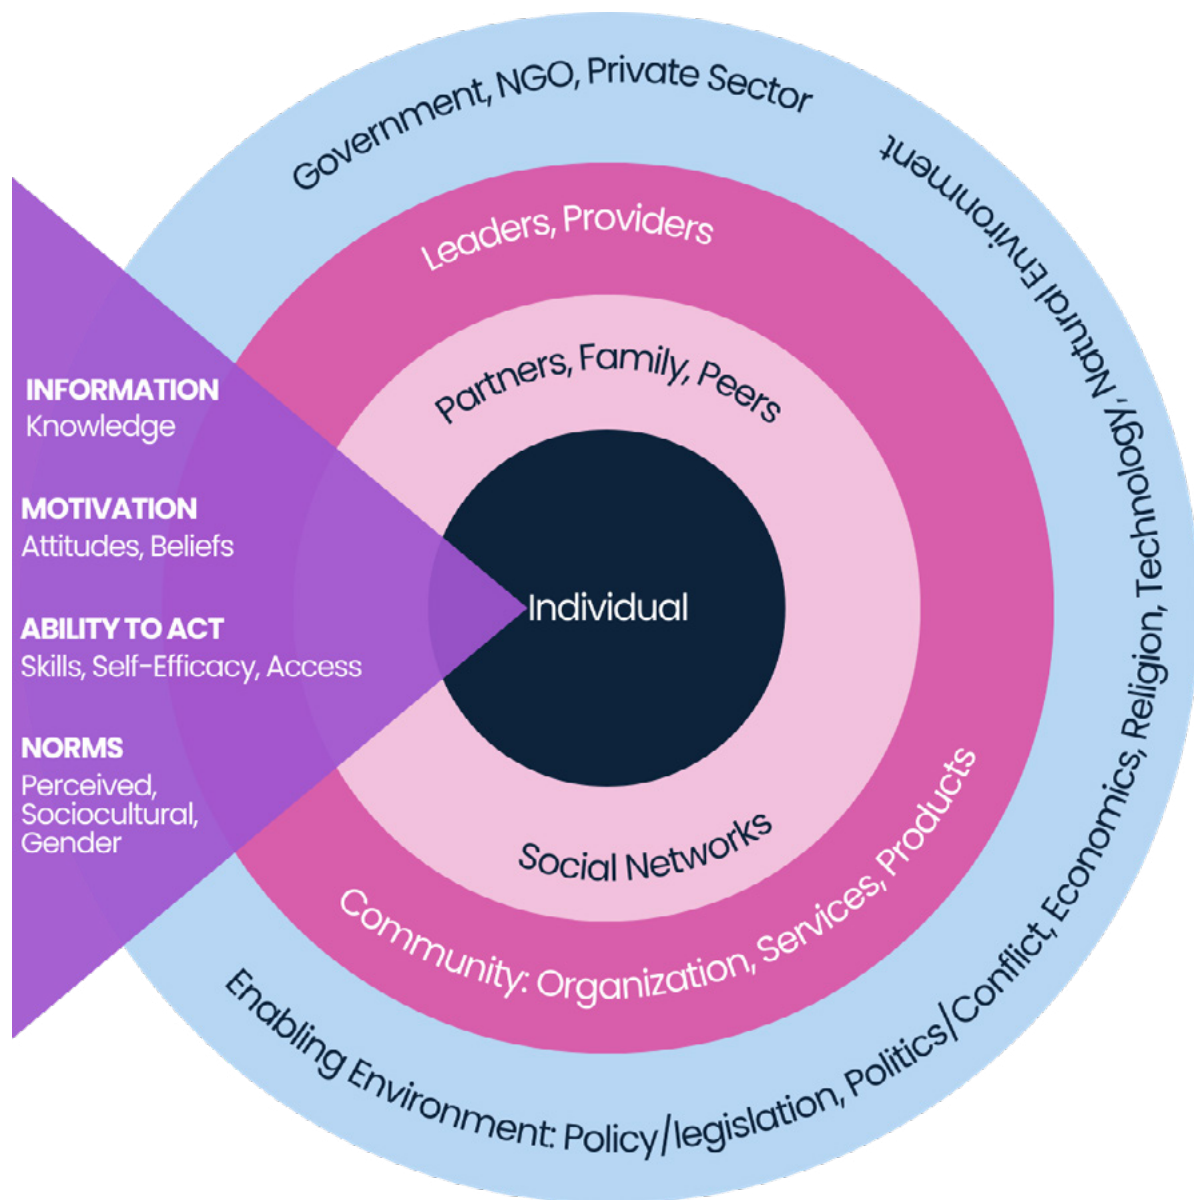 Government, NGO, Private Sector
Leaders, Providers
Partners, Family, Peers
Individual
Social Networks
Community: Organization, Services, Products
Enabling Environment: Policy/legislation, Politics/Conflict, Economics, Religion, Technology, Natural Environment
INFORMATION
Knowledge
MOTIVATION
Attitudes, Beliefs
ABILITY TO ACT
Skills, Self-Efficacy, Access
NORMS
Perceived,
Sociocultural,
Gender